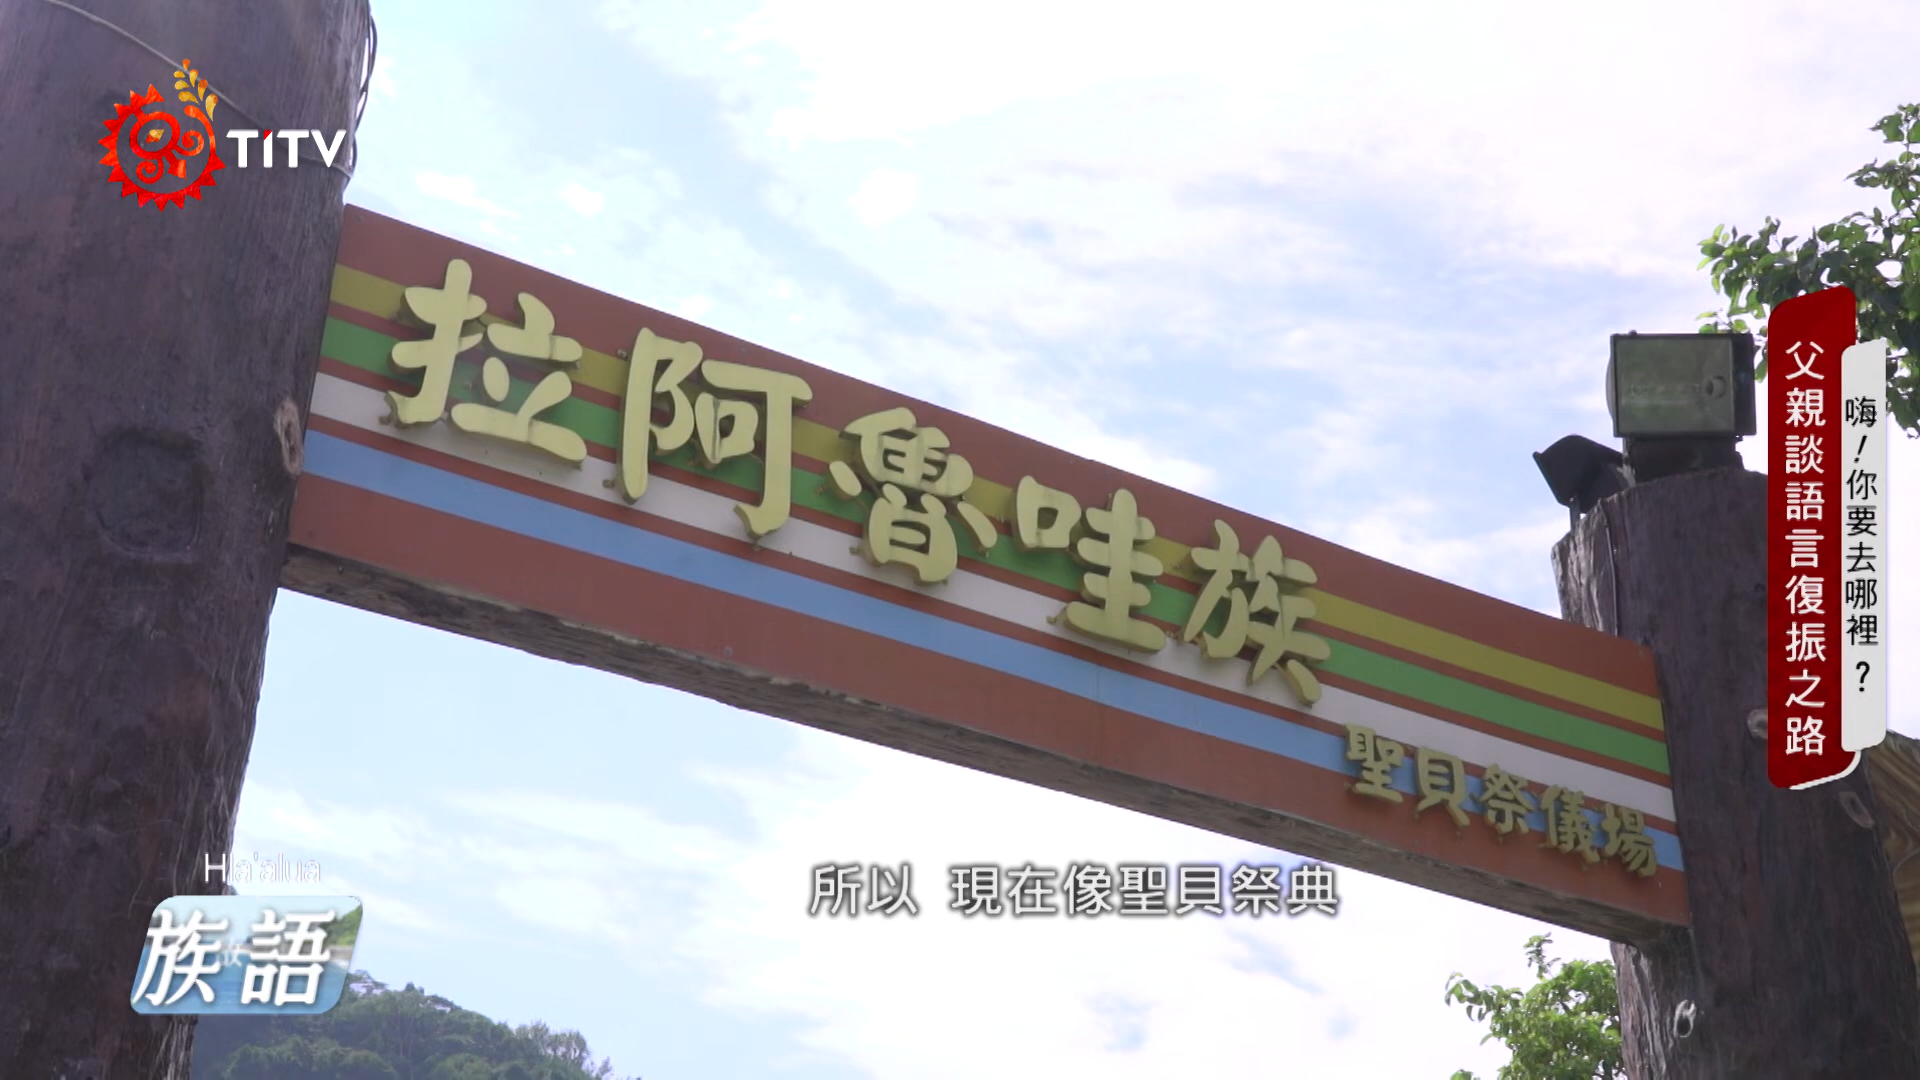 TiTV
拉阿魯哇族
聖貝祭儀場
嗨!你要去哪裡?
父親談語言復振之路
所以 現在像聖貝祭典
Hla'alua
族語